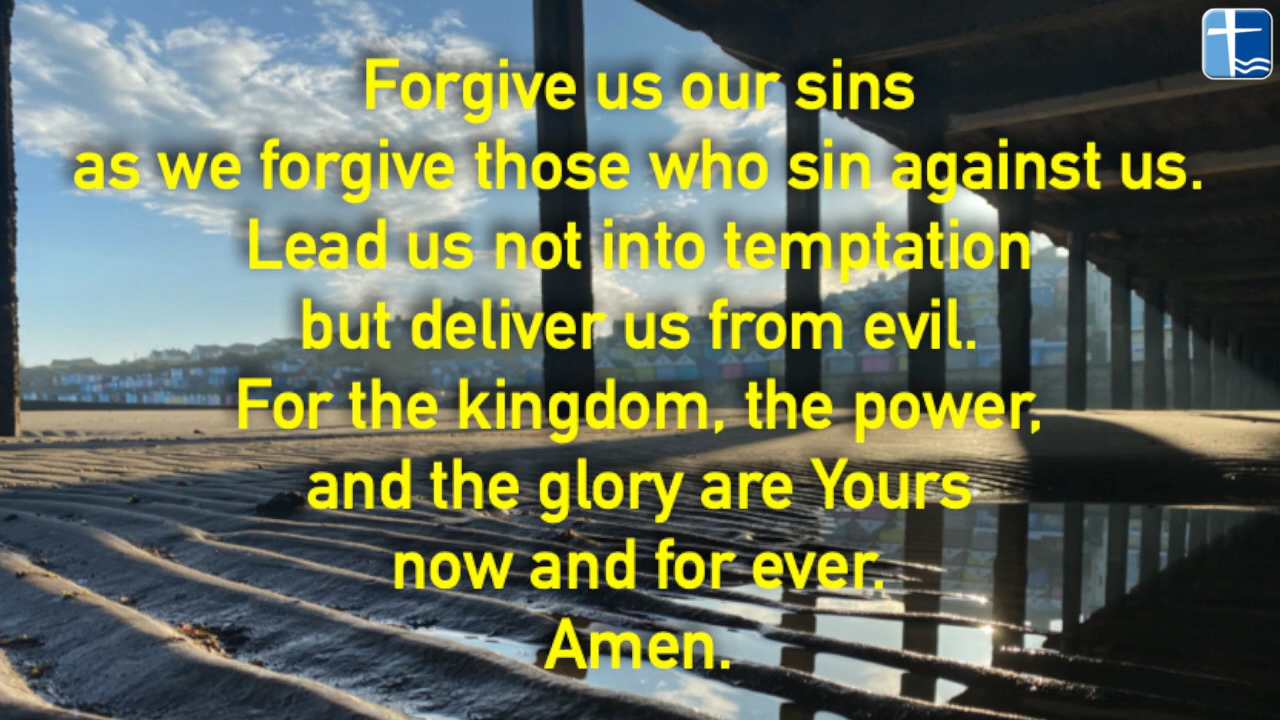 Forgive us our sins
as we forgive those who sin against us.
Lead us not into temptation
but deliver us from evil.
For the kingdom, the power,
and the glory are Yours
now and for ever.
Amen.